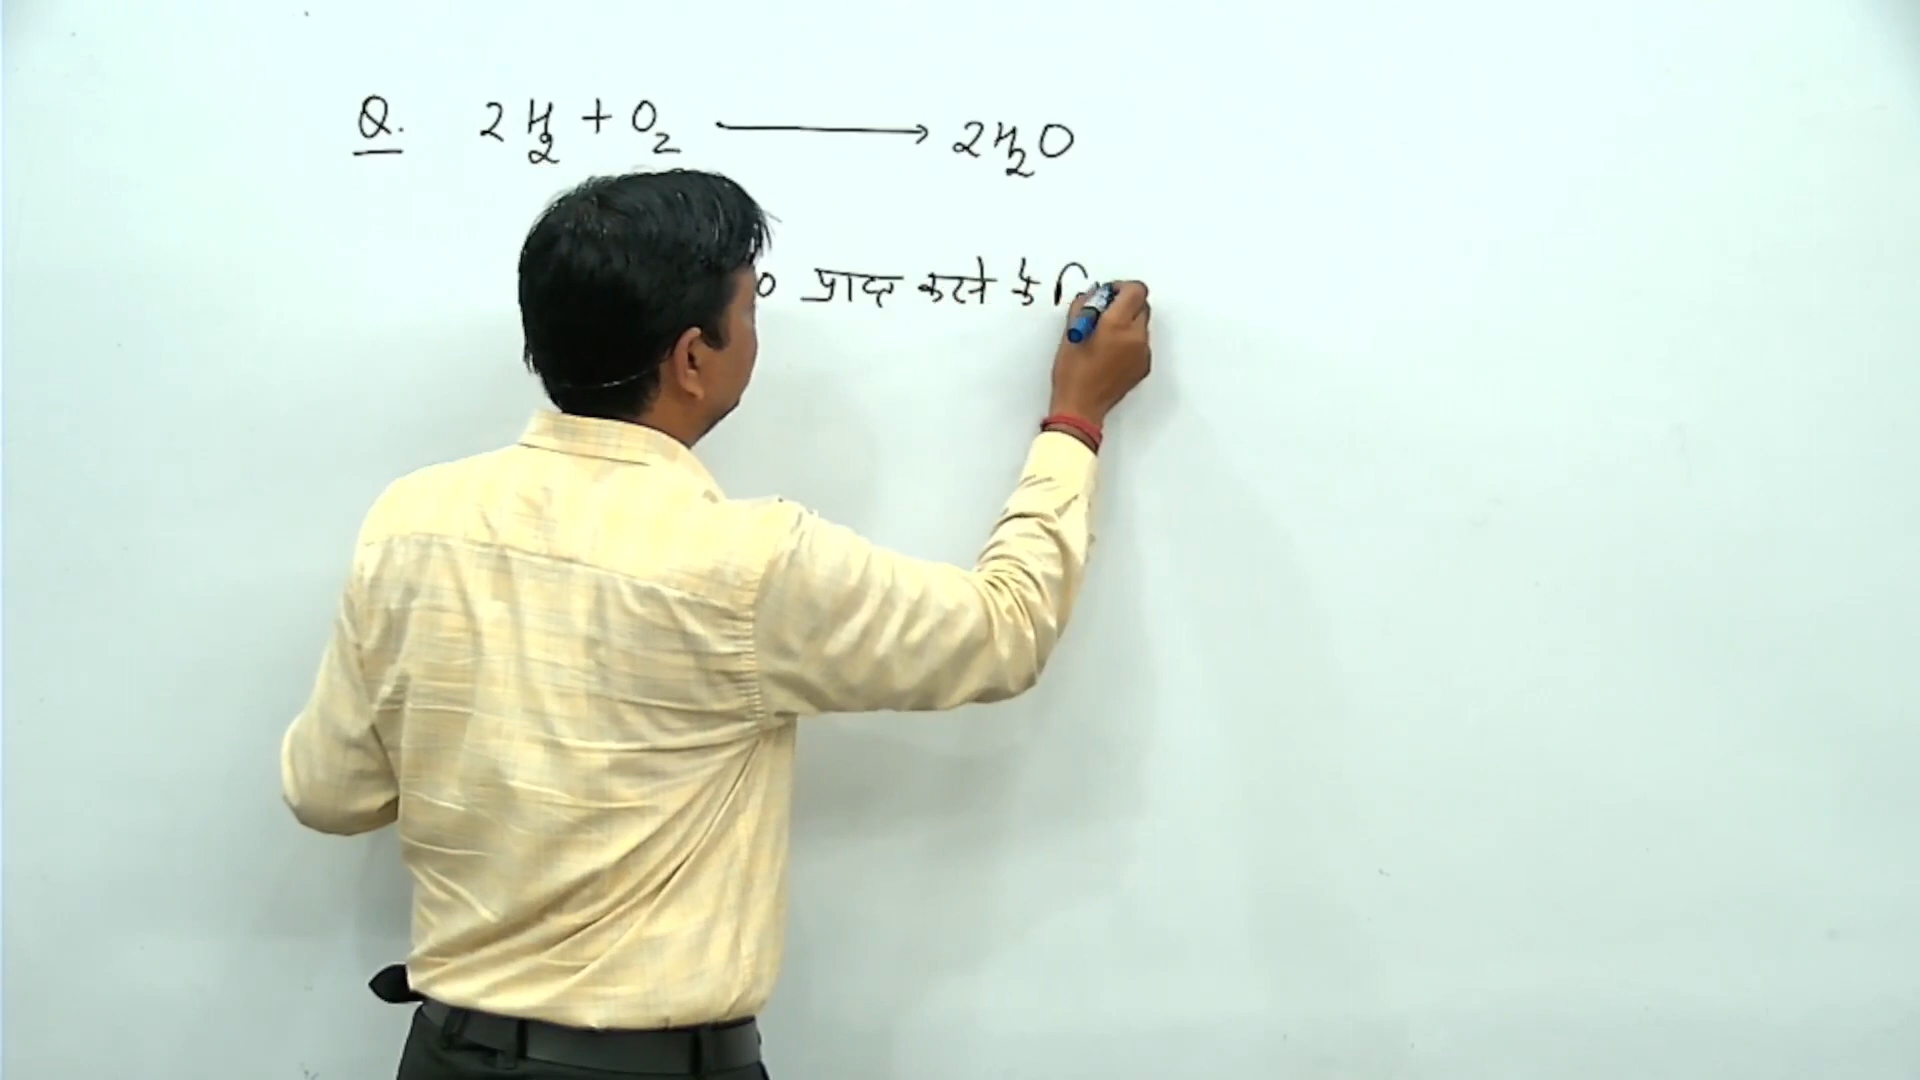 Q. 2H₂ + O₂ ⟶ 2H₂O
प्राप्त करने के